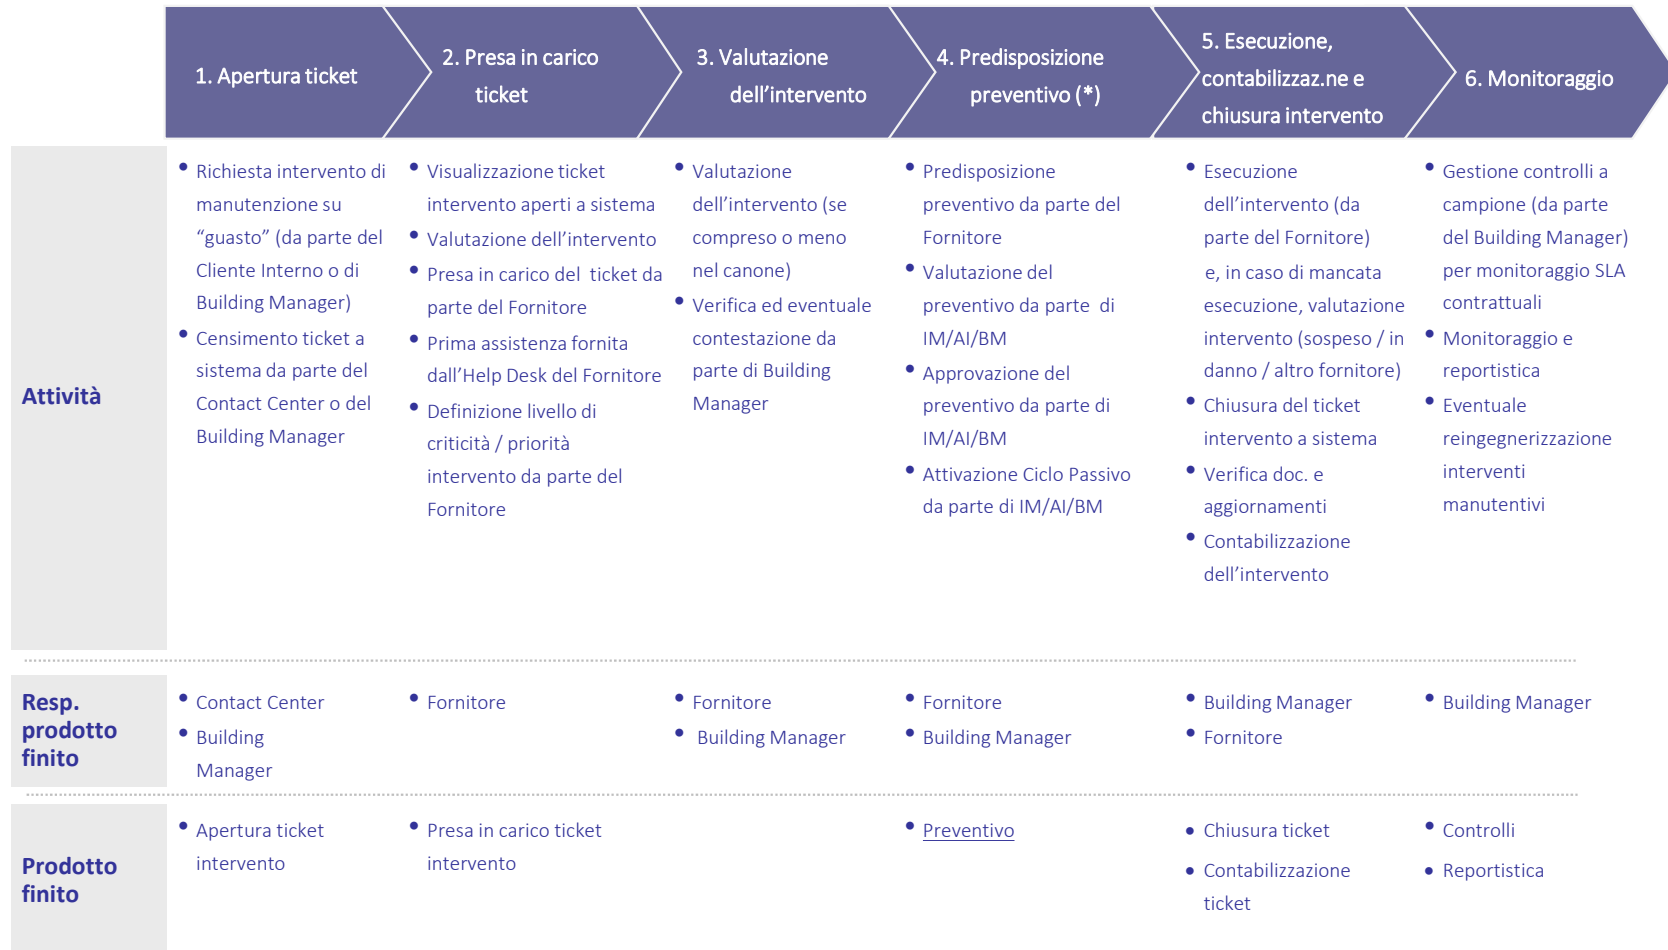 1. Apertura ticket
2. Presa in carico
ticket
3. Valutazione
dell'intervento
4. Predisposizione
preventivo (*)
5. Esecuzione,
contabilizzaz.ne e
chiusura intervento
6. Monitoraggio
Attività
• Richiesta intervento di
manutenzione su
“guasto” (da parte del
Cliente Interno o di
Building Manager)
• Censimento ticket a
sistema da parte del
Contact Center o del
Building Manager
• Visualizzazione ticket
intervento aperti a sistema
• Valutazione dell'intervento
• Presa in carico del ticket da
parte del Fornitore
• Prima assistenza fornita
dall'Help Desk del Fornitore
• Definizione livello di
criticità / priorità
intervento da parte del
Fornitore
• Valutazione
dell'intervento (se
compreso o meno
nel canone)
• Verifica ed eventuale
contestazione da
parte di Building
Manager
• Predisposizione
preventivo da parte del
Fornitore
• Valutazione del
preventivo da parte di
IM/AI/BM
• Approvazione del
preventivo da parte di
IM/AI/BM
• Attivazione Ciclo Passivo
da parte di IM/AI/BM
• Esecuzione
dell'intervento (da
parte del Fornitore)
e, in caso di mancata
esecuzione, valutazione
intervento (sospeso / in
danno / altro fornitore)
• Chiusura del ticket
intervento a sistema
• Verifica doc. e
aggiornamenti
• Contabilizzazione
dell'intervento
• Gestione controlli a
campione (da parte
del Building Manager)
per monitoraggio SLA
contrattuali
• Monitoraggio e
reportistica
• Eventuale
reingegnerizzazione
interventi
manutentivi
Resp.
prodotto
finito
• Contact Center
• Building
Manager
• Fornitore
• Fornitore
• Building Manager
• Fornitore
• Building Manager
• Building Manager
• Fornitore
• Building Manager
Prodotto
finito
• Apertura ticket
intervento
• Presa in carico ticket
intervento
• Preventivo
• Chiusura ticket
• Contabilizzazione
ticket
• Controlli
• Reportistica